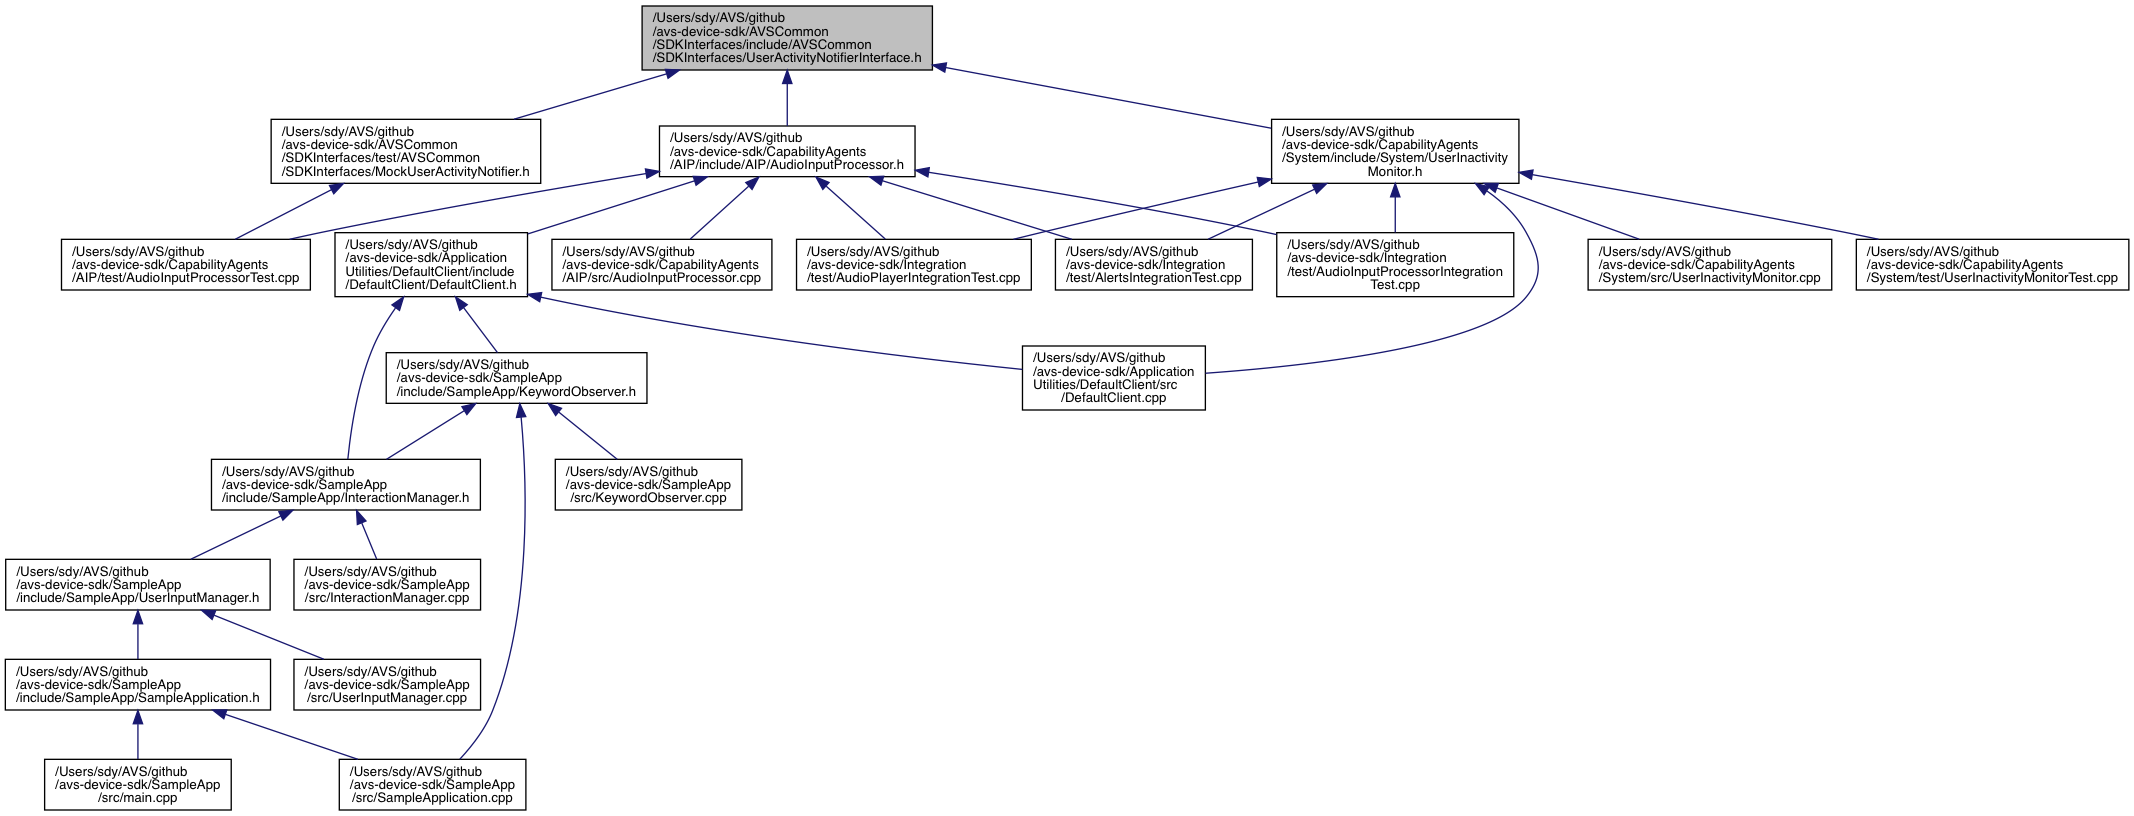 /Users/sdy/AVS/github
/avs-device-sdk/AVSCommon
/SDKInterfaces/include/AVSCommon
/SDKInterfaces/UserActivityNotifierInterface.h
/Users/sdy/AVS/github
/avs-device-sdk/AVSCommon
/SDKInterfaces/test/AVSCommon
/SDKInterfaces/MockUserActivityNotifier.h
/Users/sdy/AVS/github
/avs-device-sdk/CapabilityAgents
/AIP/include/AIP/AudioInputProcessor.h
/Users/sdy/AVS/github
/avs-device-sdk/CapabilityAgents
/System/include/System/UserInactivity
Monitor.h
/Users/sdy/AVS/github
/avs-device-sdk/CapabilityAgents
/AIP/test/AudioInputProcessorTest.cpp
/Users/sdy/AVS/github
/avs-device-sdk/Application
Utilities/DefaultClient/include
/DefaultClient/DefaultClient.h
/Users/sdy/AVS/github
/avs-device-sdk/CapabilityAgents
/AIP/src/AudioInputProcessor.cpp
/Users/sdy/AVS/github
/avs-device-sdk/Integration
/test/AudioPlayerIntegrationTest.cpp
/Users/sdy/AVS/github
/avs-device-sdk/Integration
/test/AlertsIntegrationTest.cpp
/Users/sdy/AVS/github
/avs-device-sdk/Integration
/test/AudioInputProcessorIntegration
Test.cpp
/Users/sdy/AVS/github
/avs-device-sdk/CapabilityAgents
/System/src/UserInactivityMonitor.cpp
/Users/sdy/AVS/github
/avs-device-sdk/CapabilityAgents
/System/test/UserInactivityMonitorTest.cpp
/Users/sdy/AVS/github
/avs-device-sdk/SampleApp
/include/SampleApp/KeywordObserver.h
/Users/sdy/AVS/github
/avs-device-sdk/Application
Utilities/DefaultClient/src
/DefaultClient.cpp
/Users/sdy/AVS/github
/avs-device-sdk/SampleApp
/include/SampleApp/InteractionManager.h
/Users/sdy/AVS/github
/avs-device-sdk/SampleApp
/src/KeywordObserver.cpp
/Users/sdy/AVS/github
/avs-device-sdk/SampleApp
/include/SampleApp/UserInputManager.h
/Users/sdy/AVS/github
/avs-device-sdk/SampleApp
/src/InteractionManager.cpp
/Users/sdy/AVS/github
/avs-device-sdk/SampleApp
/include/SampleApp/SampleApplication.h
/Users/sdy/AVS/github
/avs-device-sdk/SampleApp
/src/UserInputManager.cpp
/Users/sdy/AVS/github
/avs-device-sdk/SampleApp
/src/main.cpp
/Users/sdy/AVS/github
/avs-device-sdk/SampleApp
/src/SampleApplication.cpp